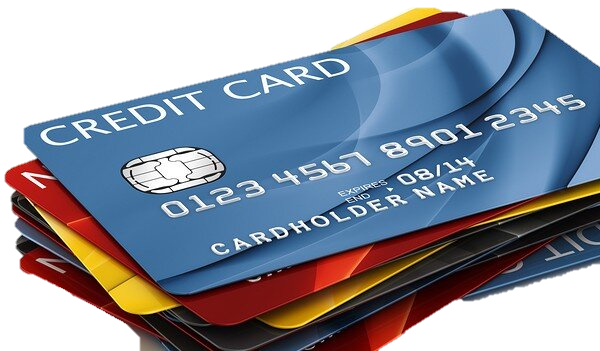 CREDIT CARD
0123 4567 8901 2345
EXPIRES
END 08/14
CARDHOLDER NAME